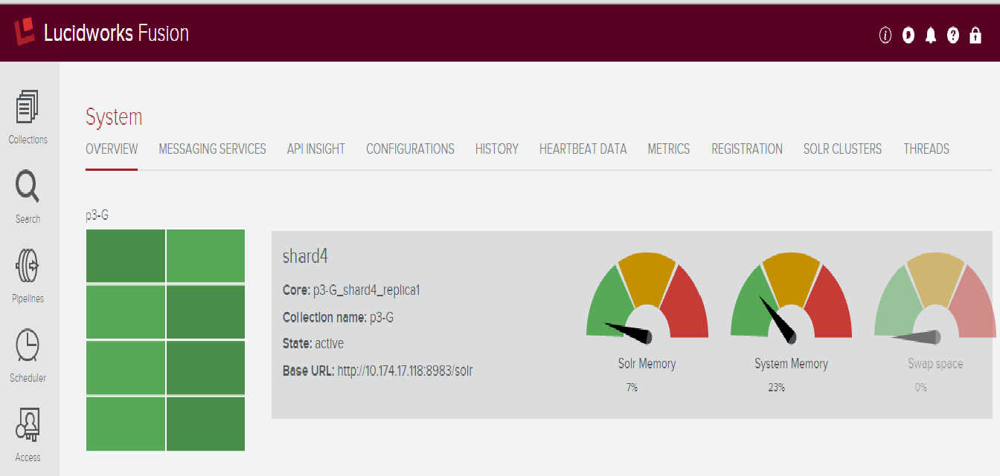 Lucidworks Fusion
System
OVERVIEW MESSAGING SERVICES API INSIGHT CONFIGURATIONS HISTORY HEARTBEAT DATA METRICS REGISTRATION SOLR CLUSTERS THREADS
Collections
Search
Pipelines
Scheduler
Access
p3-G
shard4
Core: p3-G_shard4_replica1
Collection name: p3-G
State: active
Base URL: http://10.174.17.118:8983/solr
Solr Memory
7%
System Memory
23%
Swap space
0%